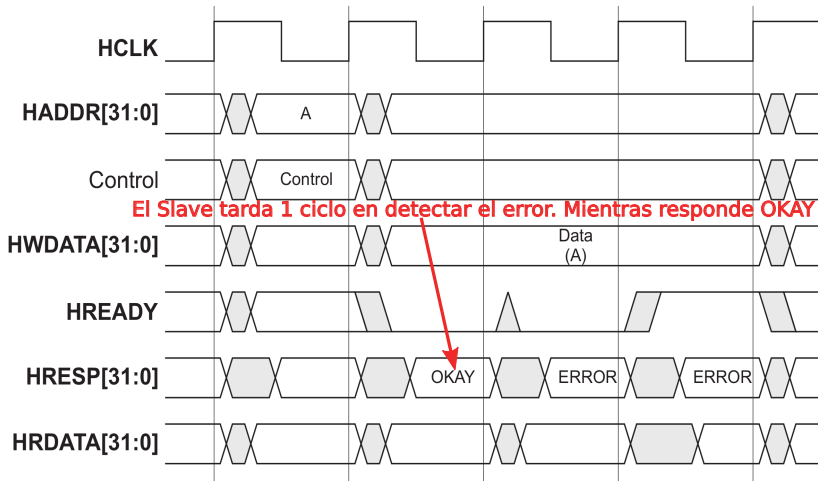 HCLK
HADDR[31:0]
A
Control
Control
El Slave tarda 1 ciclo en detectar el error. Mientras responde OKAY
HWDATA[31:0]
Data
(A)
HREADY
HRESP[31:0]
OKAY
ERROR
ERROR
HRDATA[31:0]